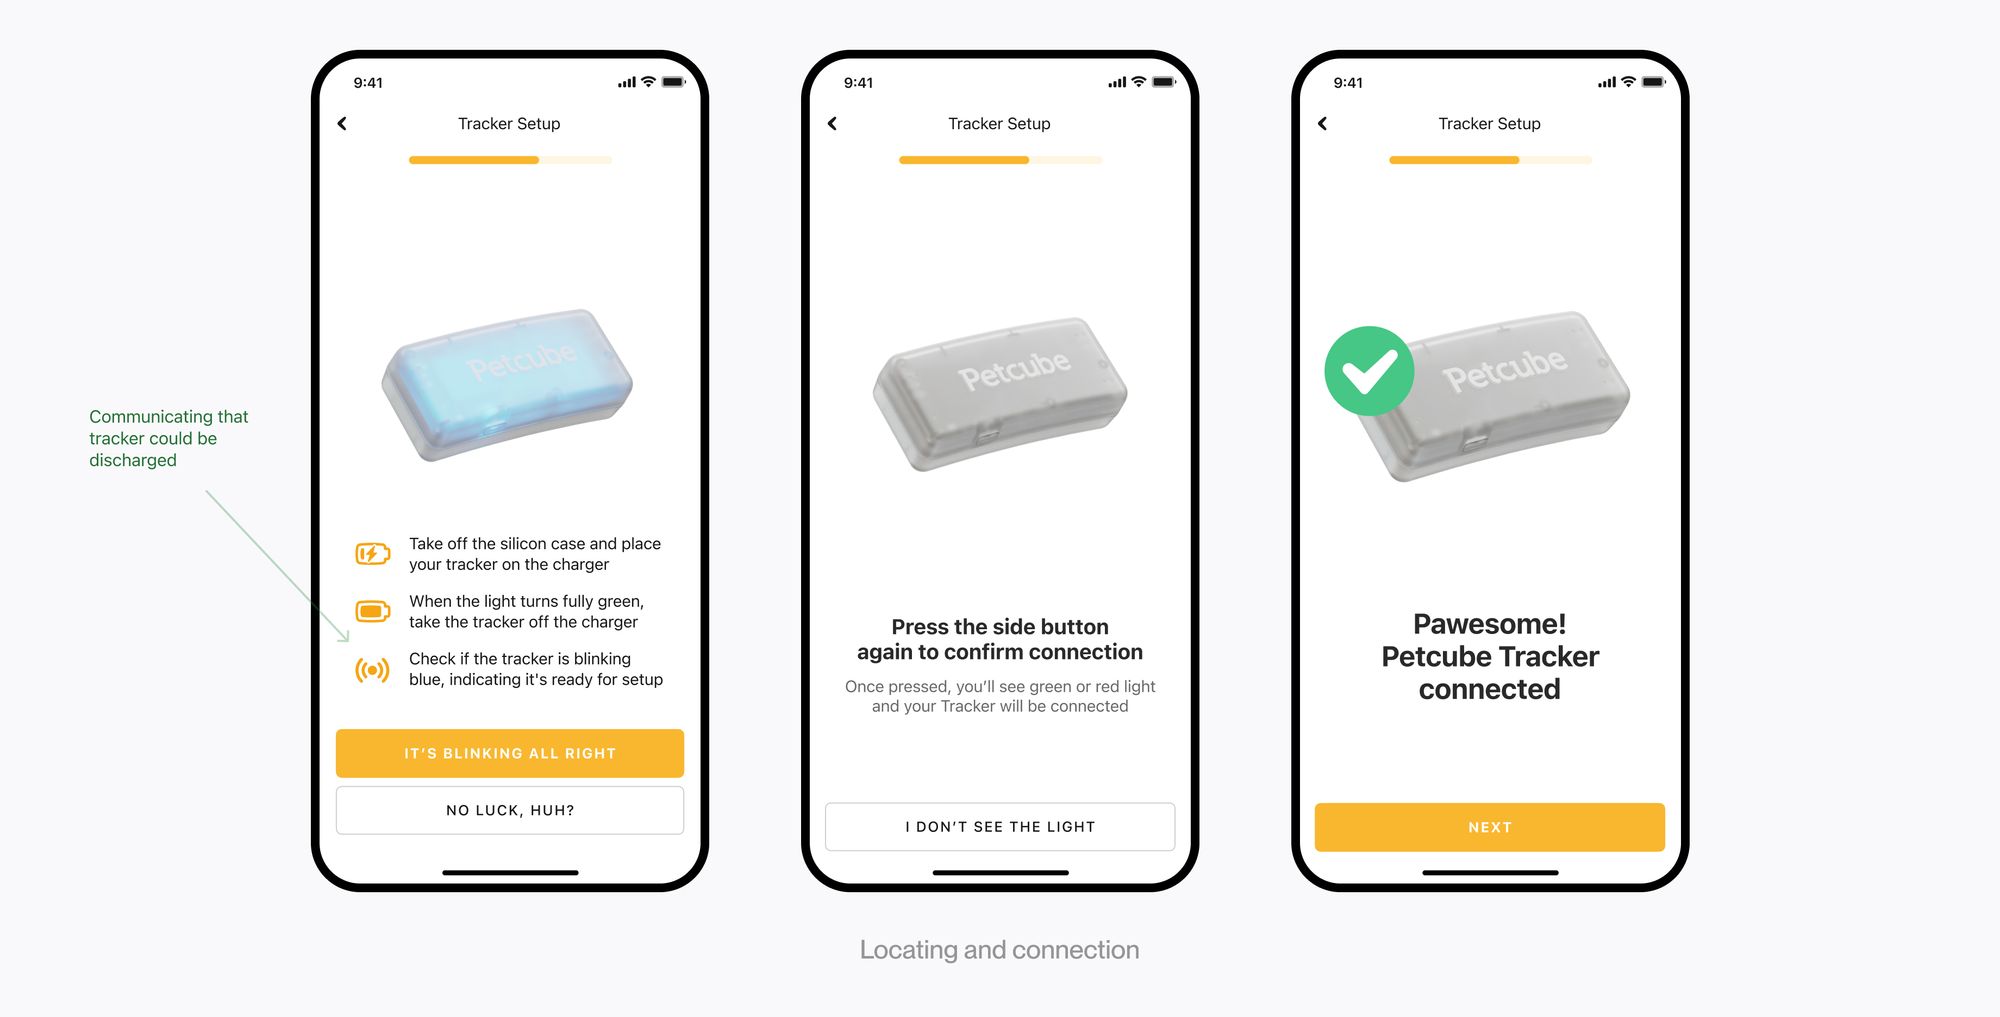 Communicating that
tracker could be
discharged
9:41
Tracker Setup
Petcube
Take off the silicon case and place
your tracker on the charger
When the light turns fully green,
take the tracker off the charger
Check if the tracker is blinking
blue, indicating it's ready for setup
IT’S BLINKING ALL RIGHT
NO LUCK, HUH?
9:41
Tracker Setup
Petcube
Press the side button
again to confirm connection
Once pressed, you’ll see green or red light
and your Tracker will be connected
I DON’T SEE THE LIGHT
9:41
Tracker Setup
Petcube
Pawesome!
Petcube Tracker
connected
NEXT
Locating and connection